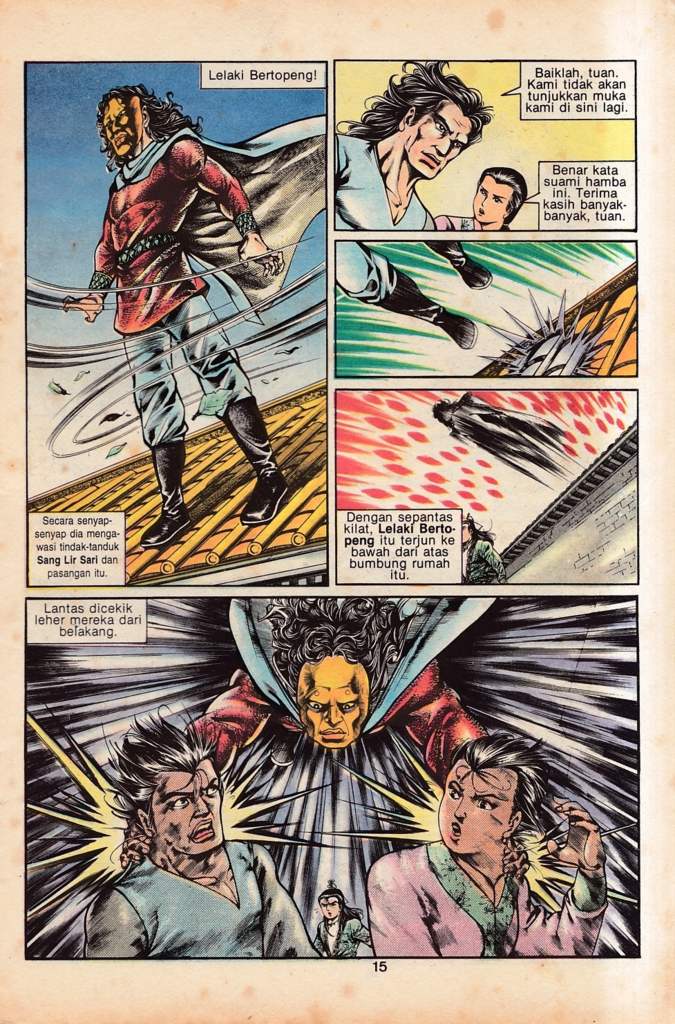 Lelaki Bertopeng!
Secara senyap-
senyap dia menga-
wasi tindak-tanduk
Sang Lir Sari dan
pasangan itu.
Baiklah, tuan.
Kami tidak akan
tunjukkan muka
kami di sini lagi.
Benar kata
suami hamba
ini. Terima
kasih banyak-
banyak, tuan.
Dengan sepantas
kilat, Lelaki Berto-
peng itu terjun ke
bawah dari atas
bumbung rumah
itu.
Lantas dicekik
leher mereka dari
belakang.
15